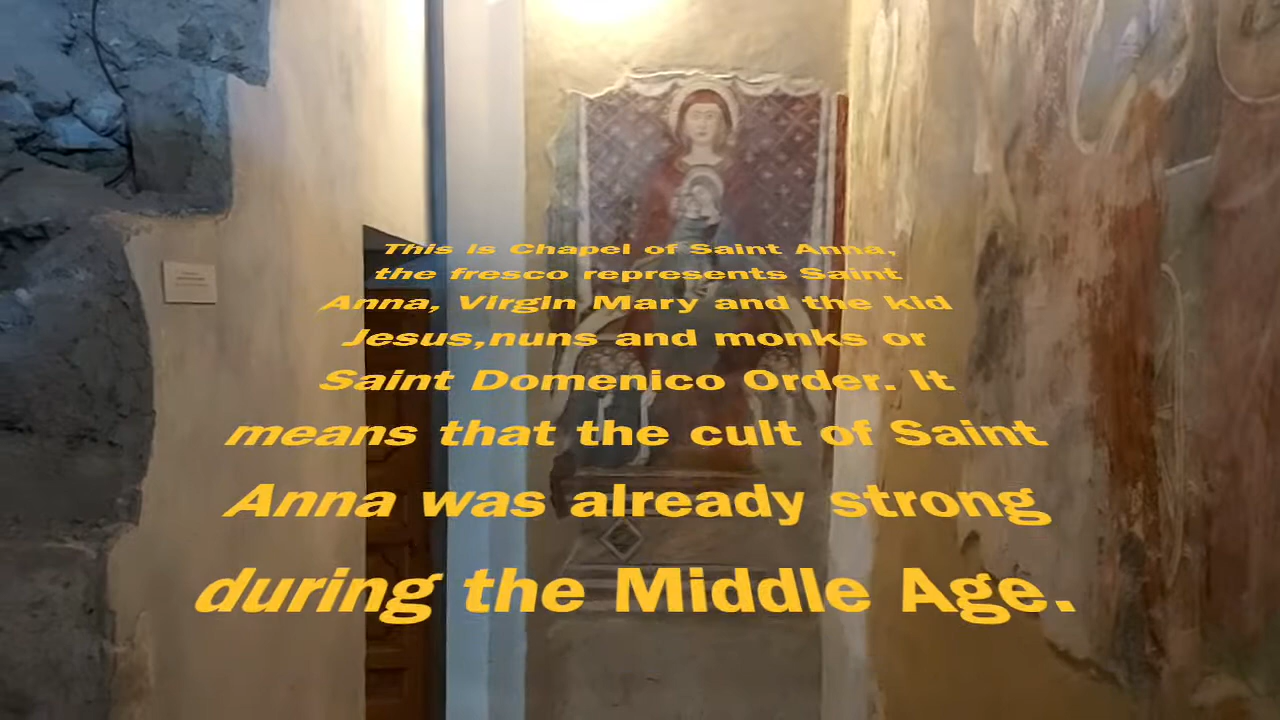 This is Chapel of Saint Anna,
the fresco represents Saint
Anna, Virgin Mary and the kid
Jesus,nuns and monks or
Saint Domenico Order. It
means that the cult of Saint
Anna was already strong
during the Middle Age.